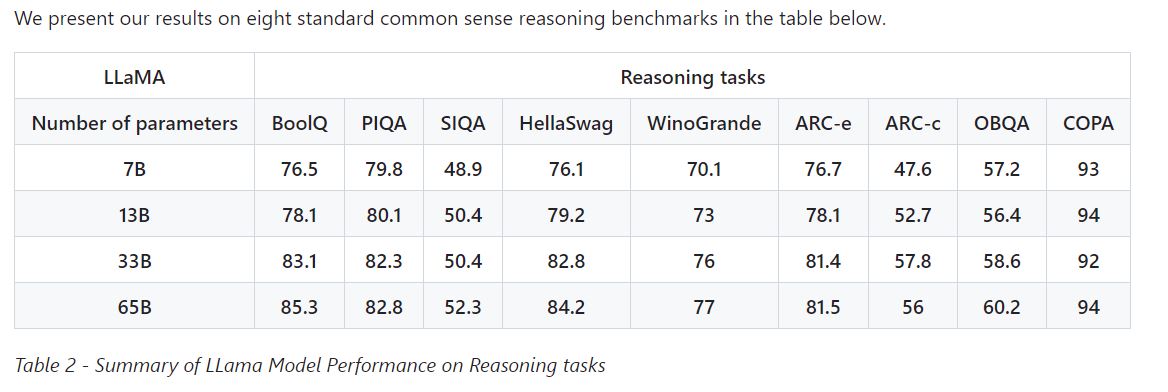 We present our results on eight standard common sense reasoning benchmarks in the table below.
LLaMA Reasoning tasks
Number of parameters BoolQ PIQA SIQA HellaSwag WinoGrande ARC-e ARC-c OBQA COPA
7B 76.5 79.8 48.9 76.1 70.1 76.7 47.6 57.2 93
13B 78.1 80.1 50.4 79.2 73 78.1 52.7 56.4 94
33B 83.1 82.3 50.4 82.8 76 81.4 57.8 58.6 92
65B 85.3 82.8 52.3 84.2 77 81.5 56 60.2 94
Table 2 - Summary of LLama Model Performance on Reasoning tasks